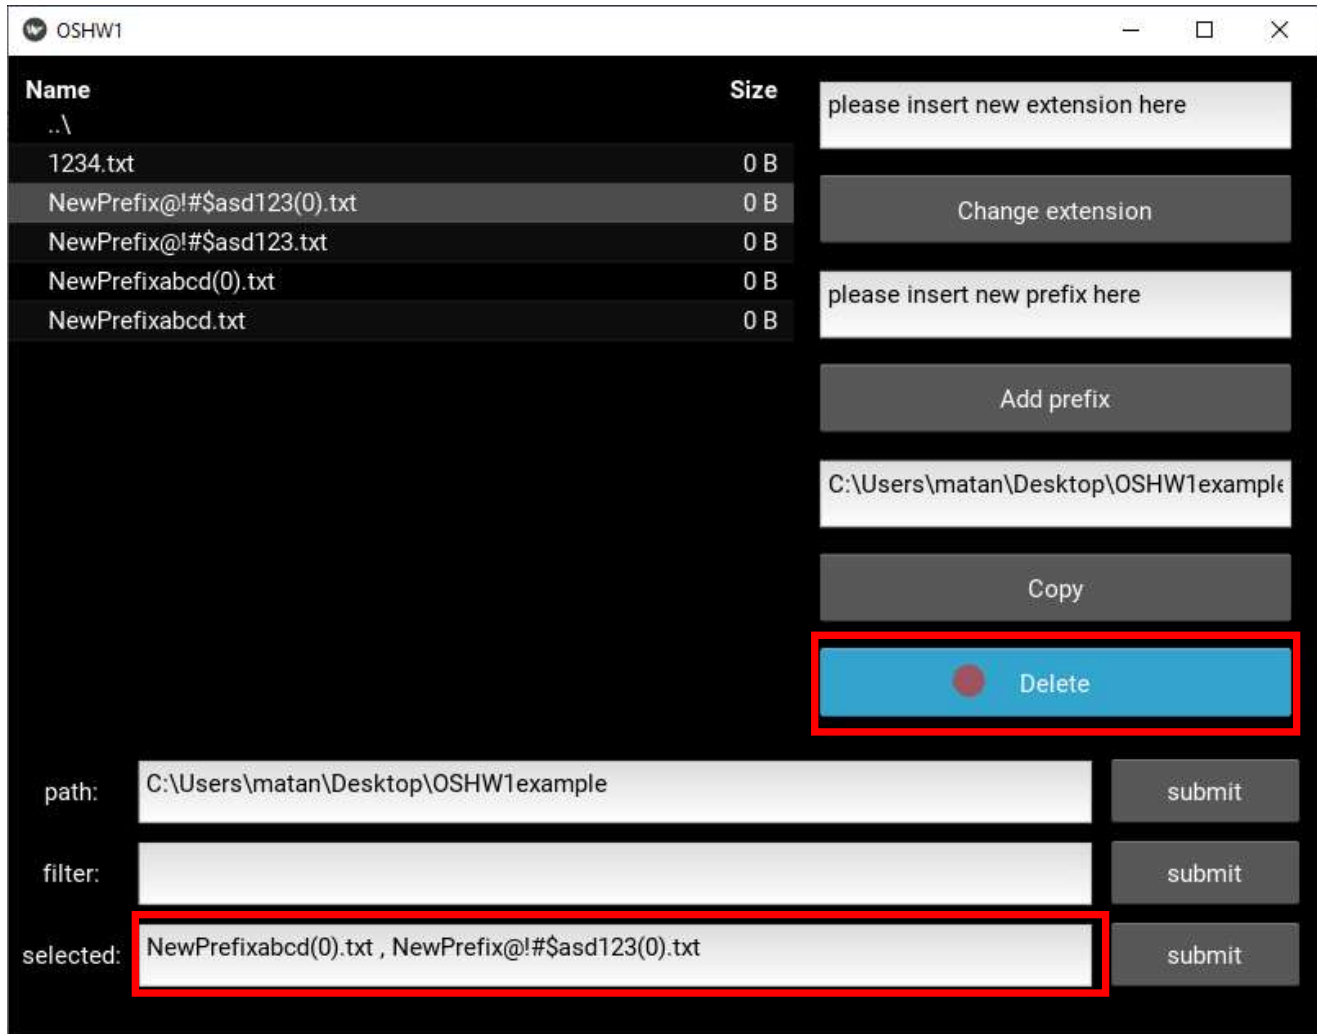 OSHW1
Name Size
..\
1234.txt 0 B
NewPrefix@!#$asd123(0).txt 0 B
NewPrefix@!#$asd123.txt 0 B
NewPrefixabcd(0).txt 0 B
NewPrefixabcd.txt 0 B
please insert new extension here
Change extension
please insert new prefix here
Add prefix
C:\Users\matan\Desktop\OSHW1example
Copy
Delete
path: C:\Users\matan\Desktop\OSHW1example submit
filter: submit
selected: NewPrefixabcd(0).txt , NewPrefix@!#$asd123(0).txt submit